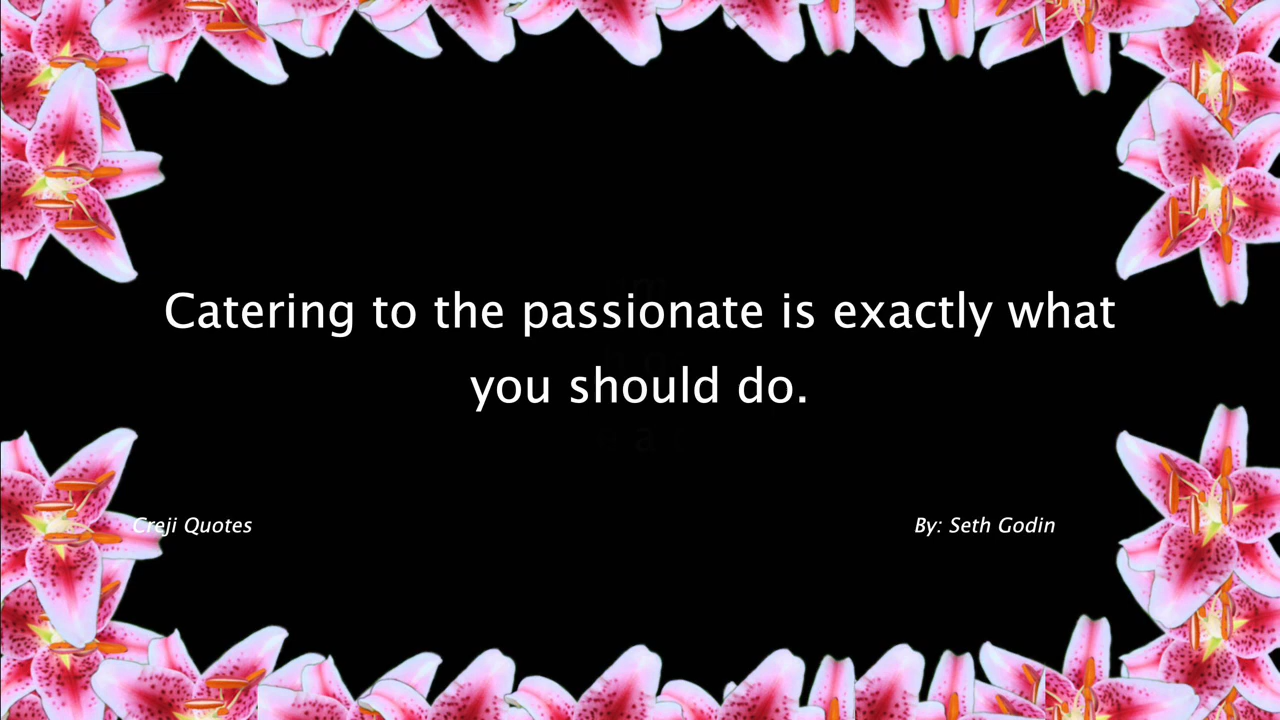 Catering to the passionate is exactly what
you should do.
Creji Quotes
By: Seth Godin